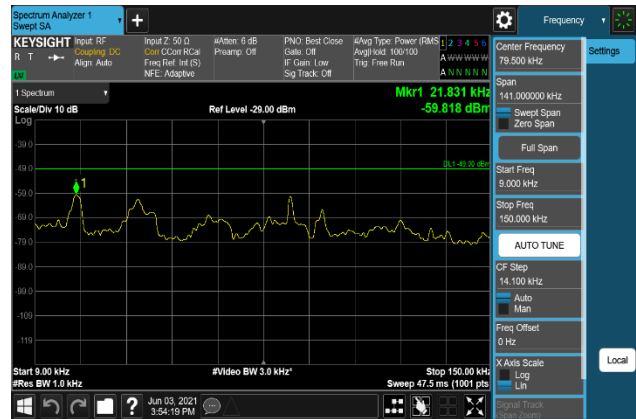 Spectrum Analyzer 1
Swept SA
Frequency
KEYSIGHT
Input: RF
Input Z: 50 Ω
#Atten: 6 dB
PNO: Best Close
#Avg Type: Power (RMS
1 2 3 4 5 6
R T
Coupling: DC
Corr CCorr RCal
Preamp: Off
Gate: Off
Avg|Hold: 100/100
A WW WW W
Align: Auto
Freq Ref: Int (S)
IF Gain: Low
Trig: Free Run
LW
NFE: Adaptive
Sig Track: Off
A N N N N N
1 Spectrum
Mkr1 21.831 kHz
Scale/Div 10 dB
Ref Level -29.00 dBm
-59.818 dBm
Log
-39.0
DL1 -49.00 dBm
-49.0
1
-59.0
-69.0
-79.0
-89.0
-99.0
-109
-119
Start 9.00 kHz
#Video BW 3.0 kHz*
Stop 150.00 kHz
#Res BW 1.0 kHz
Sweep 47.5 ms (1001 pts
Jun 03, 2021
3:54:19 PM
Center Frequency
79.500 kHz
Settings
Span
141.000000 kHz
Swept Span
Zero Span
Full Span
Start Freq
9.000 kHz
Stop Freq
150.000 kHz
AUTO TUNE
CF Step
14.100 kHz
Auto
Man
Freq Offset
0 Hz
X Axis Scale
Log
Lin
Local
Signal Track
(Span Zoom)